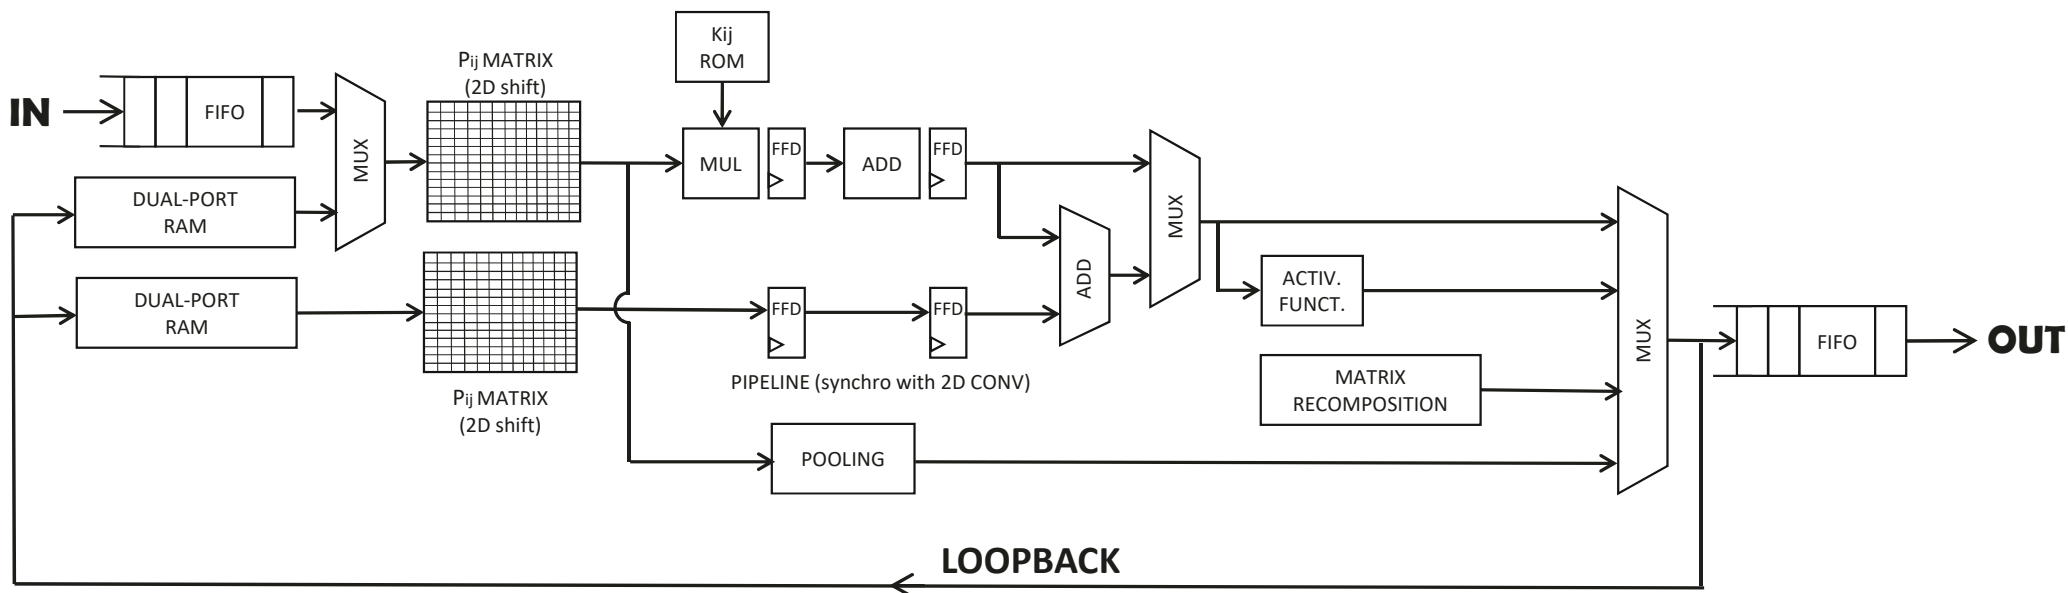 Kij
ROM
Pij MATRIX
(2D shift)
IN
FIFO
MUX
MUL
FFD
ADD
FFD
DUAL-PORT
RAM
MUX
ADD
ACTIV.
FUNCT.
DUAL-PORT
RAM
FFD
FFD
MUX
FIFO
OUT
PIPELINE (synchro with 2D CONV)
MATRIX
RECOMPOSITION
Pij MATRIX
(2D shift)
POOLING
LOOPBACK